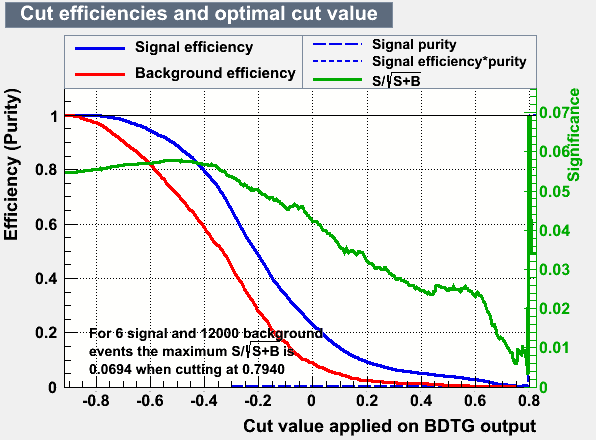 Cut efficiencies and optimal cut value
Signal efficiency
Background efficiency
Signal purity
Signal efficiency*purity
S/√S+B
Efficiency (Purity)
1
0.8
0.6
0.4
0.2
0
0.07
0.06
0.05
0.04
0.03
0.02
0.01
0
Significance
For 6 signal and 12000 background
events the maximum S/√S+B is
0.0694 when cutting at 0.7940
-0.8 -0.6 -0.4 -0.2 0 0.2 0.4 0.6 0.8
Cut value applied on BDTG output